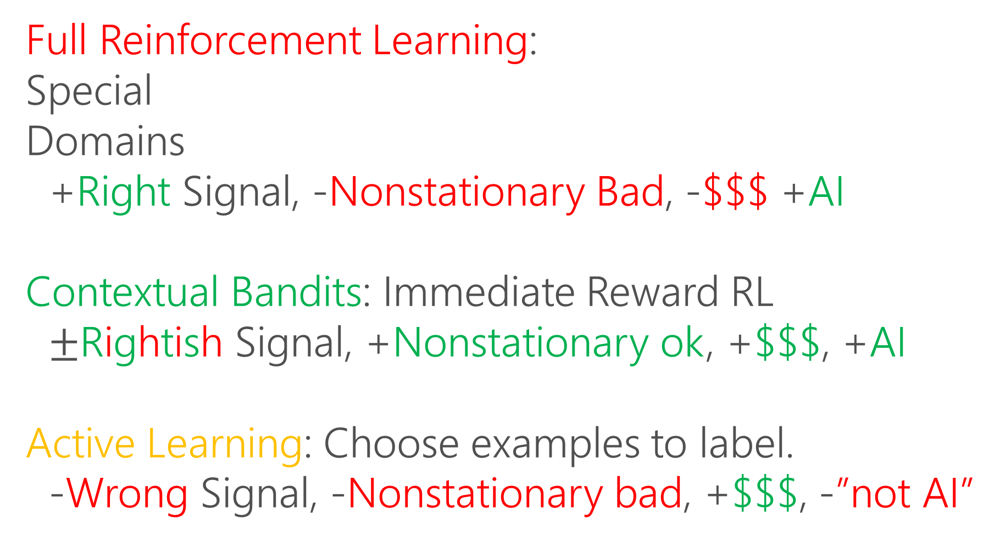 Full Reinforcement Learning:
Special
Domains
+Right Signal, -Nonstationary Bad, -$$$ +AI
Contextual Bandits: Immediate Reward RL
±Rightish Signal, +Nonstationary ok, +$$$, +AI
Active Learning: Choose examples to label.
-Wrong Signal, -Nonstationary bad, +$$$, -”not AI”